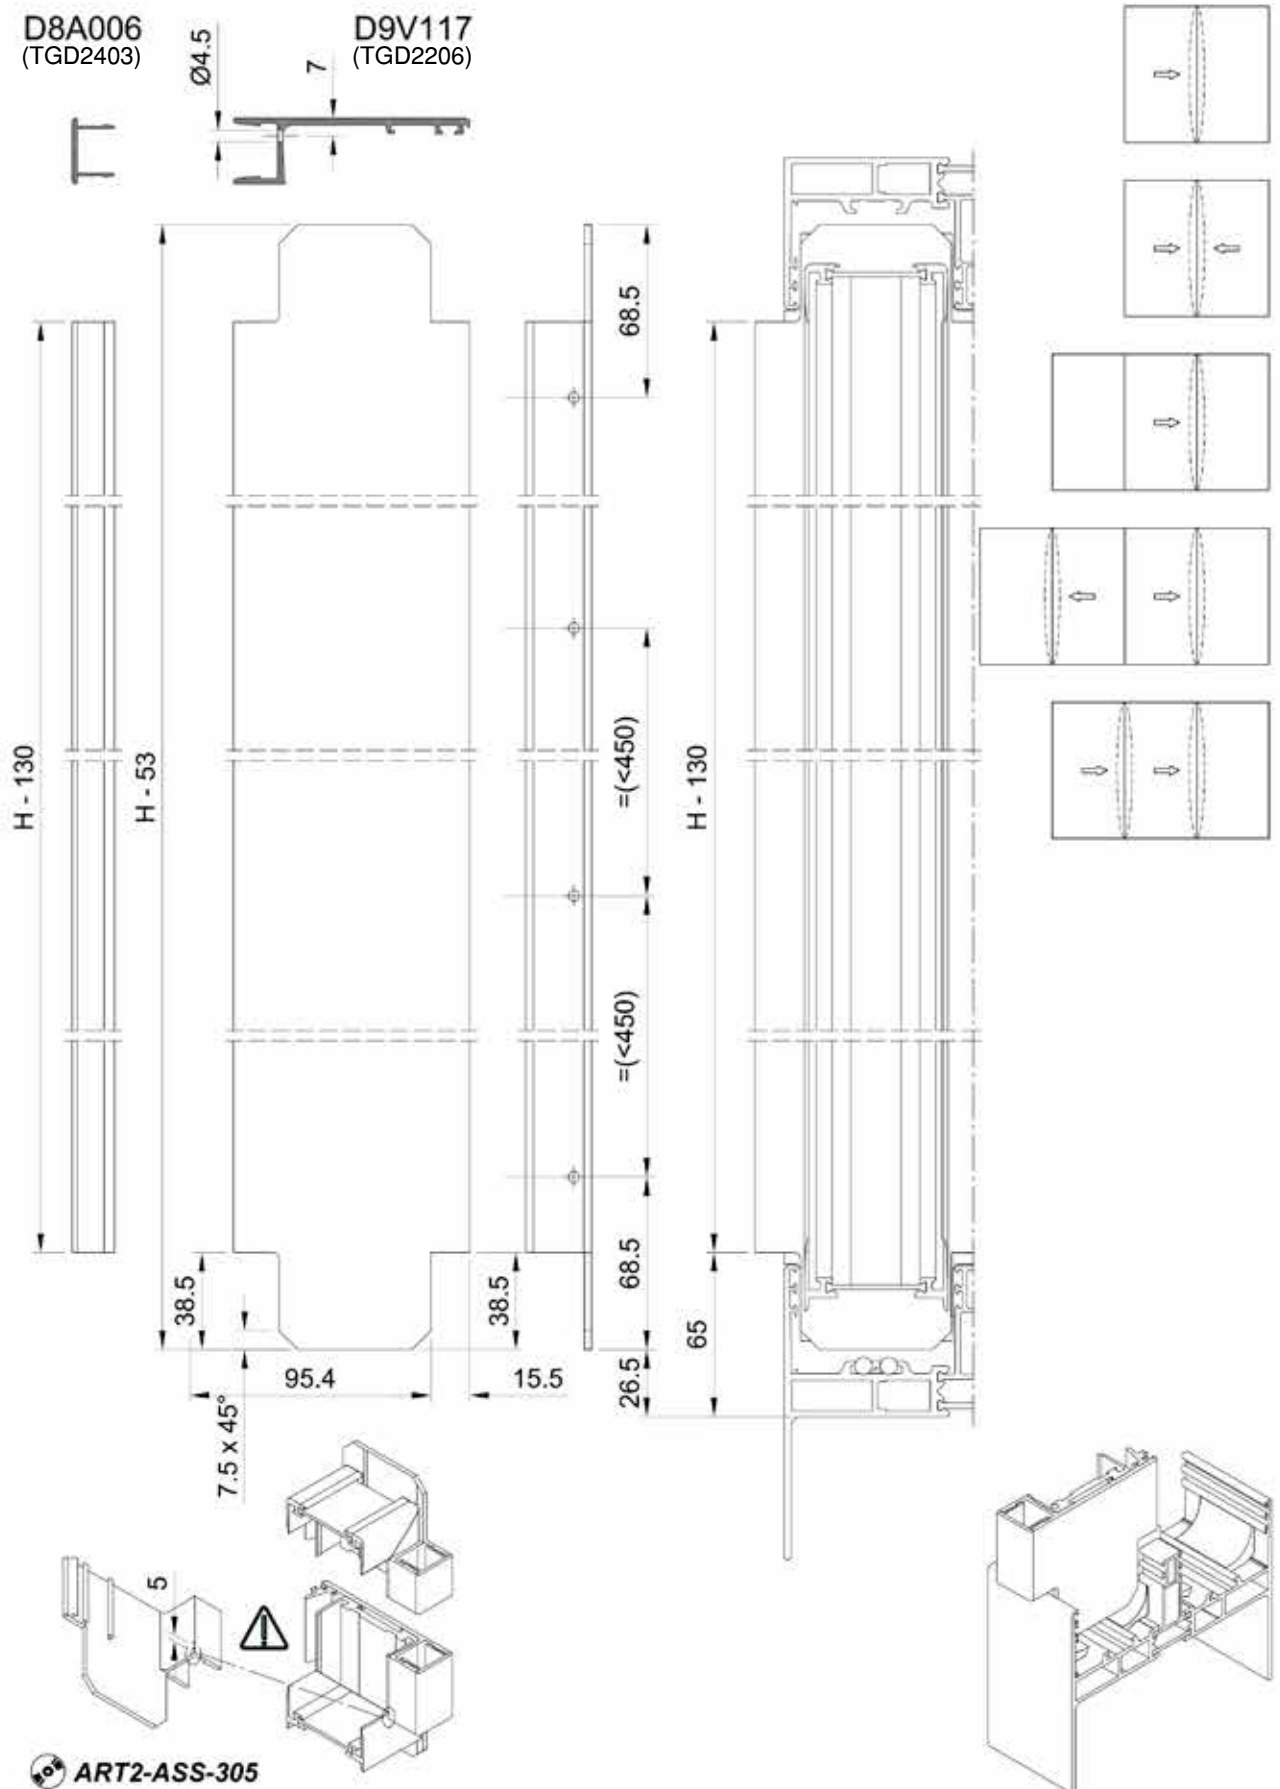 D8A006
(TGD2403)
Ø4.5
7
D9V117
(TGD2206)
68.5
H - 130
H - 53
=(<450)
H - 130
=(<450)
38.5
38.5
68.5
65
95.4
15.5
26.5
7.5 x 45°
5
ART2-ASS-305